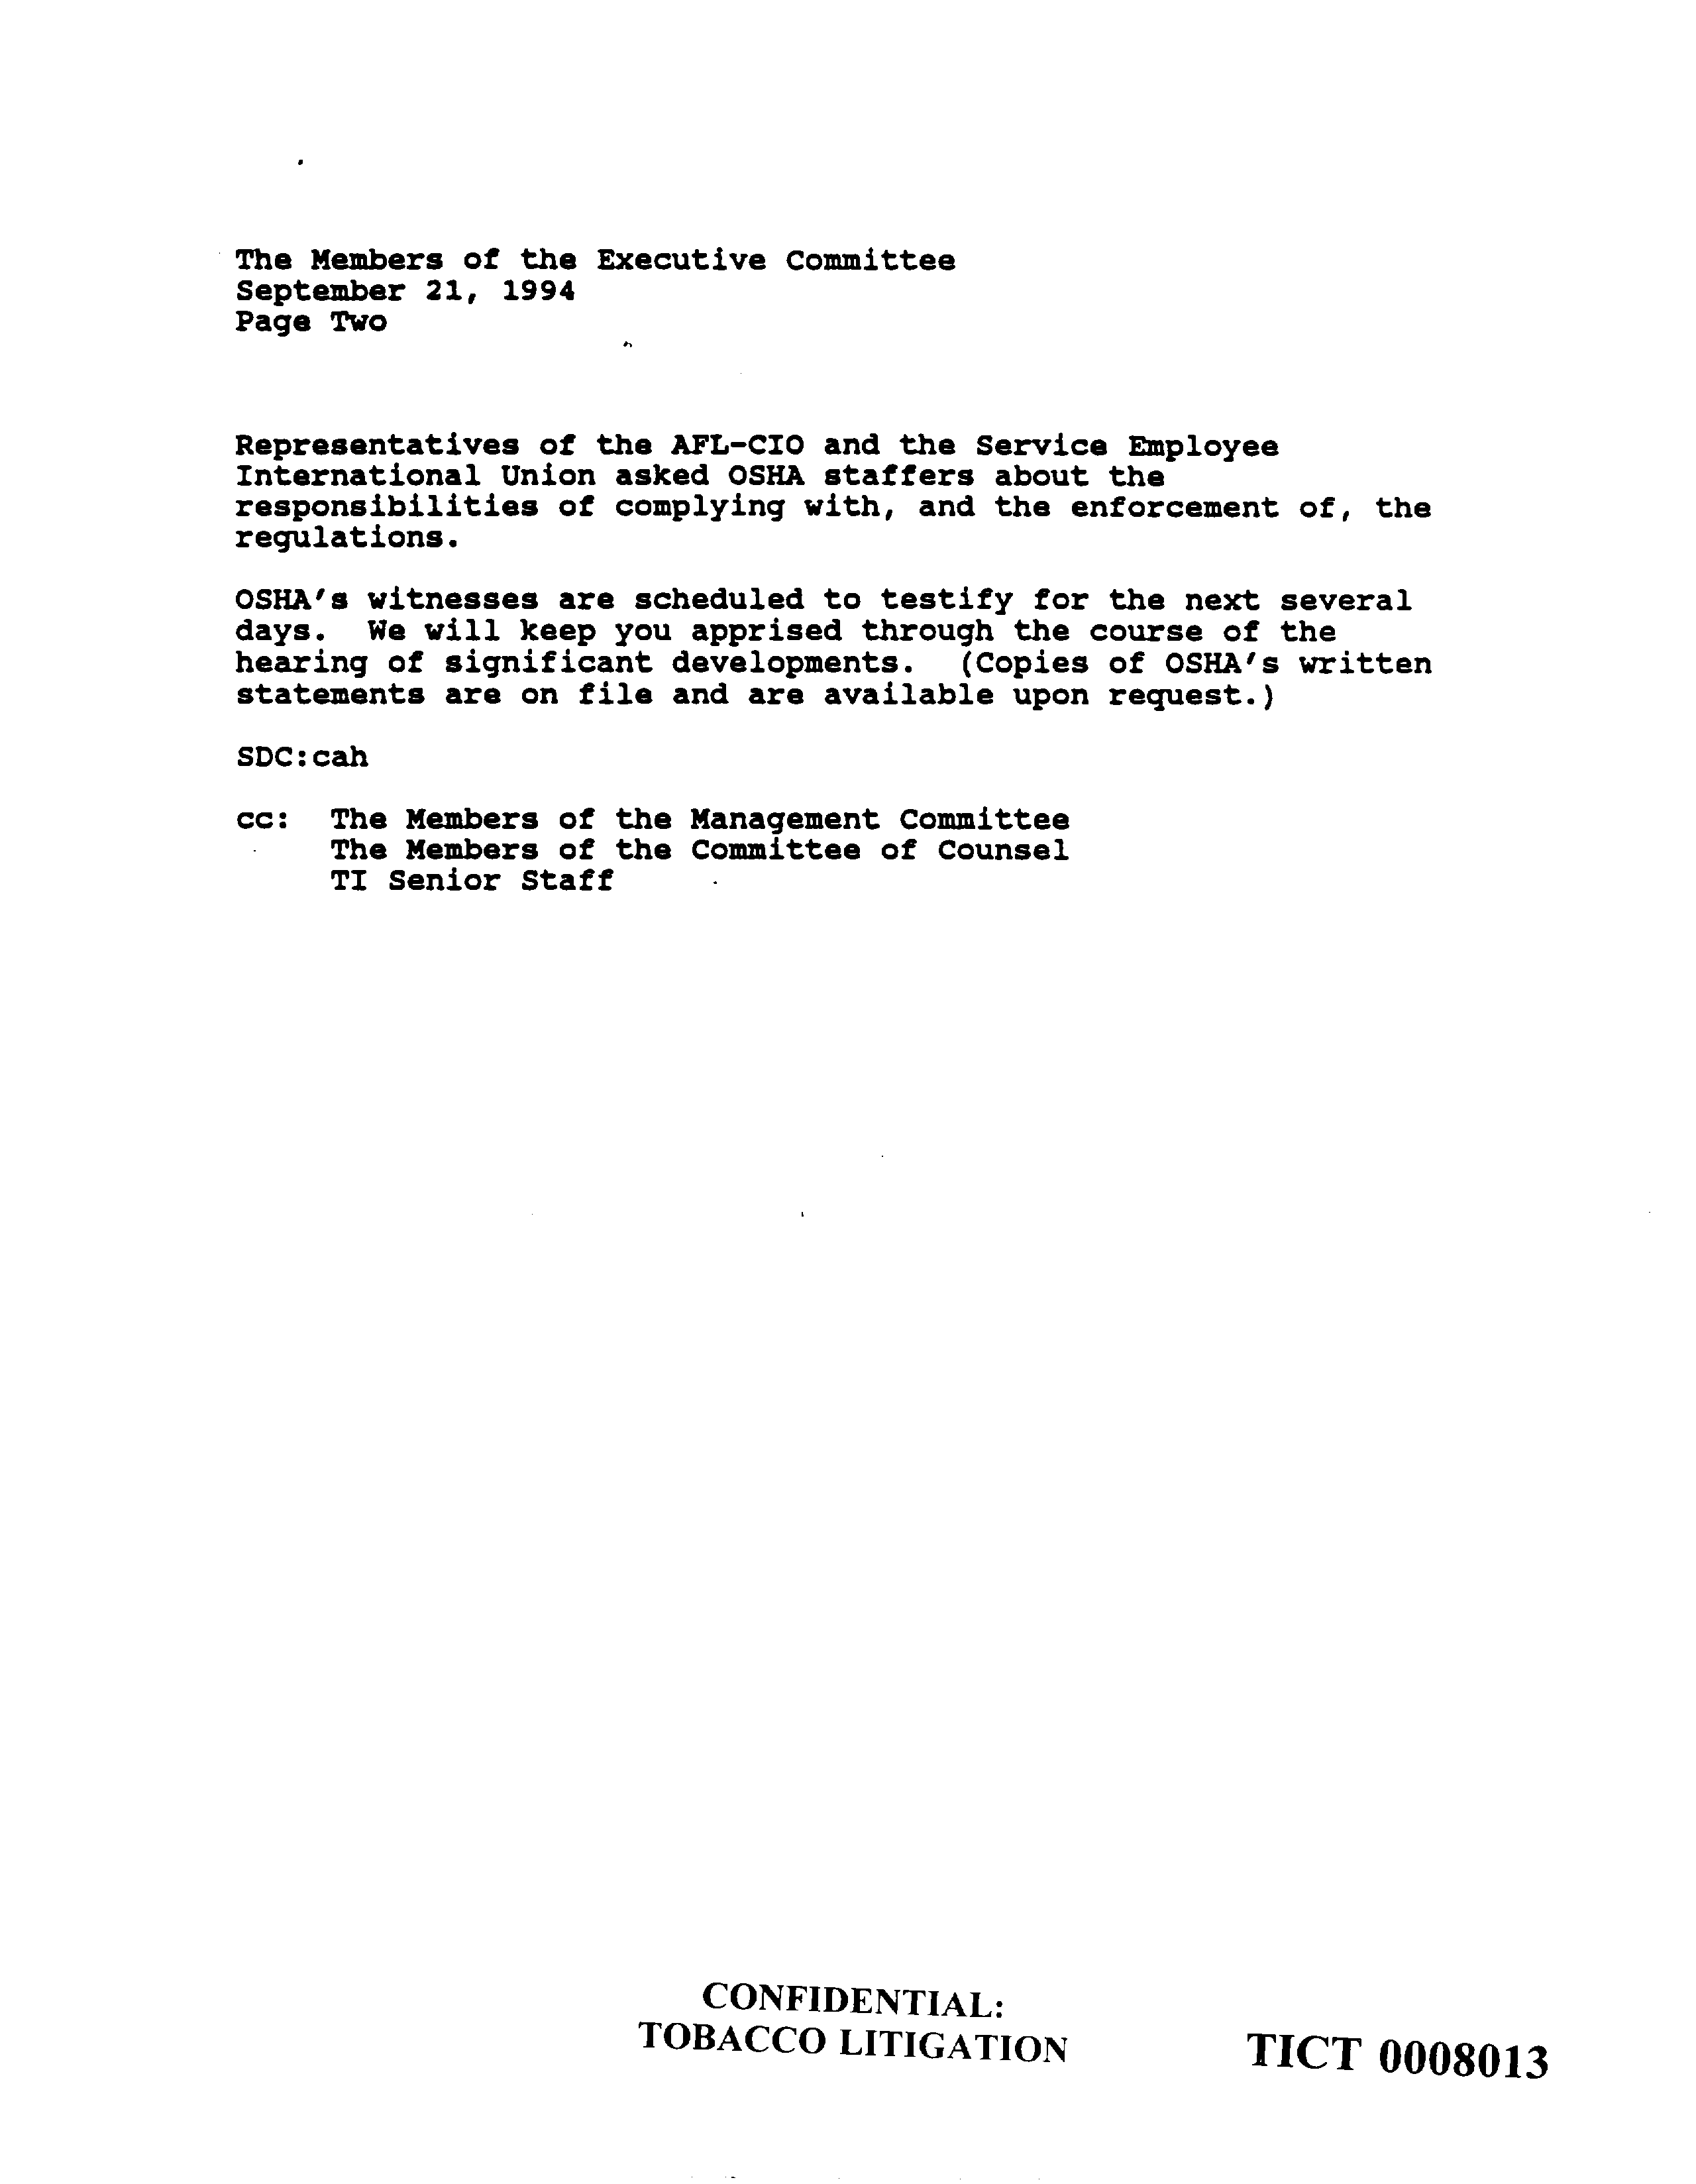 The Members of the Executive Committee
September 21, 1994
Page Two
Representatives of the AFL-CIO and the Service Employee
International Union asked OSHA staffers about the
responsibilities of complying with, and the enforcement of, the
regulations.
OSHA's witnesses are scheduled to testify for the next several
days. We will keep you apprised through the course of the
hearing of significant developments. (Copies of OSHA's written
statements are on file and are available upon request.)
SDC:cah
cc: The Members of the Management Committee
The Members of the Committee of Counsel
TI Senior Staff
CONFIDENTIAL:
TOBACCO LITIGATION
TICT 0008013